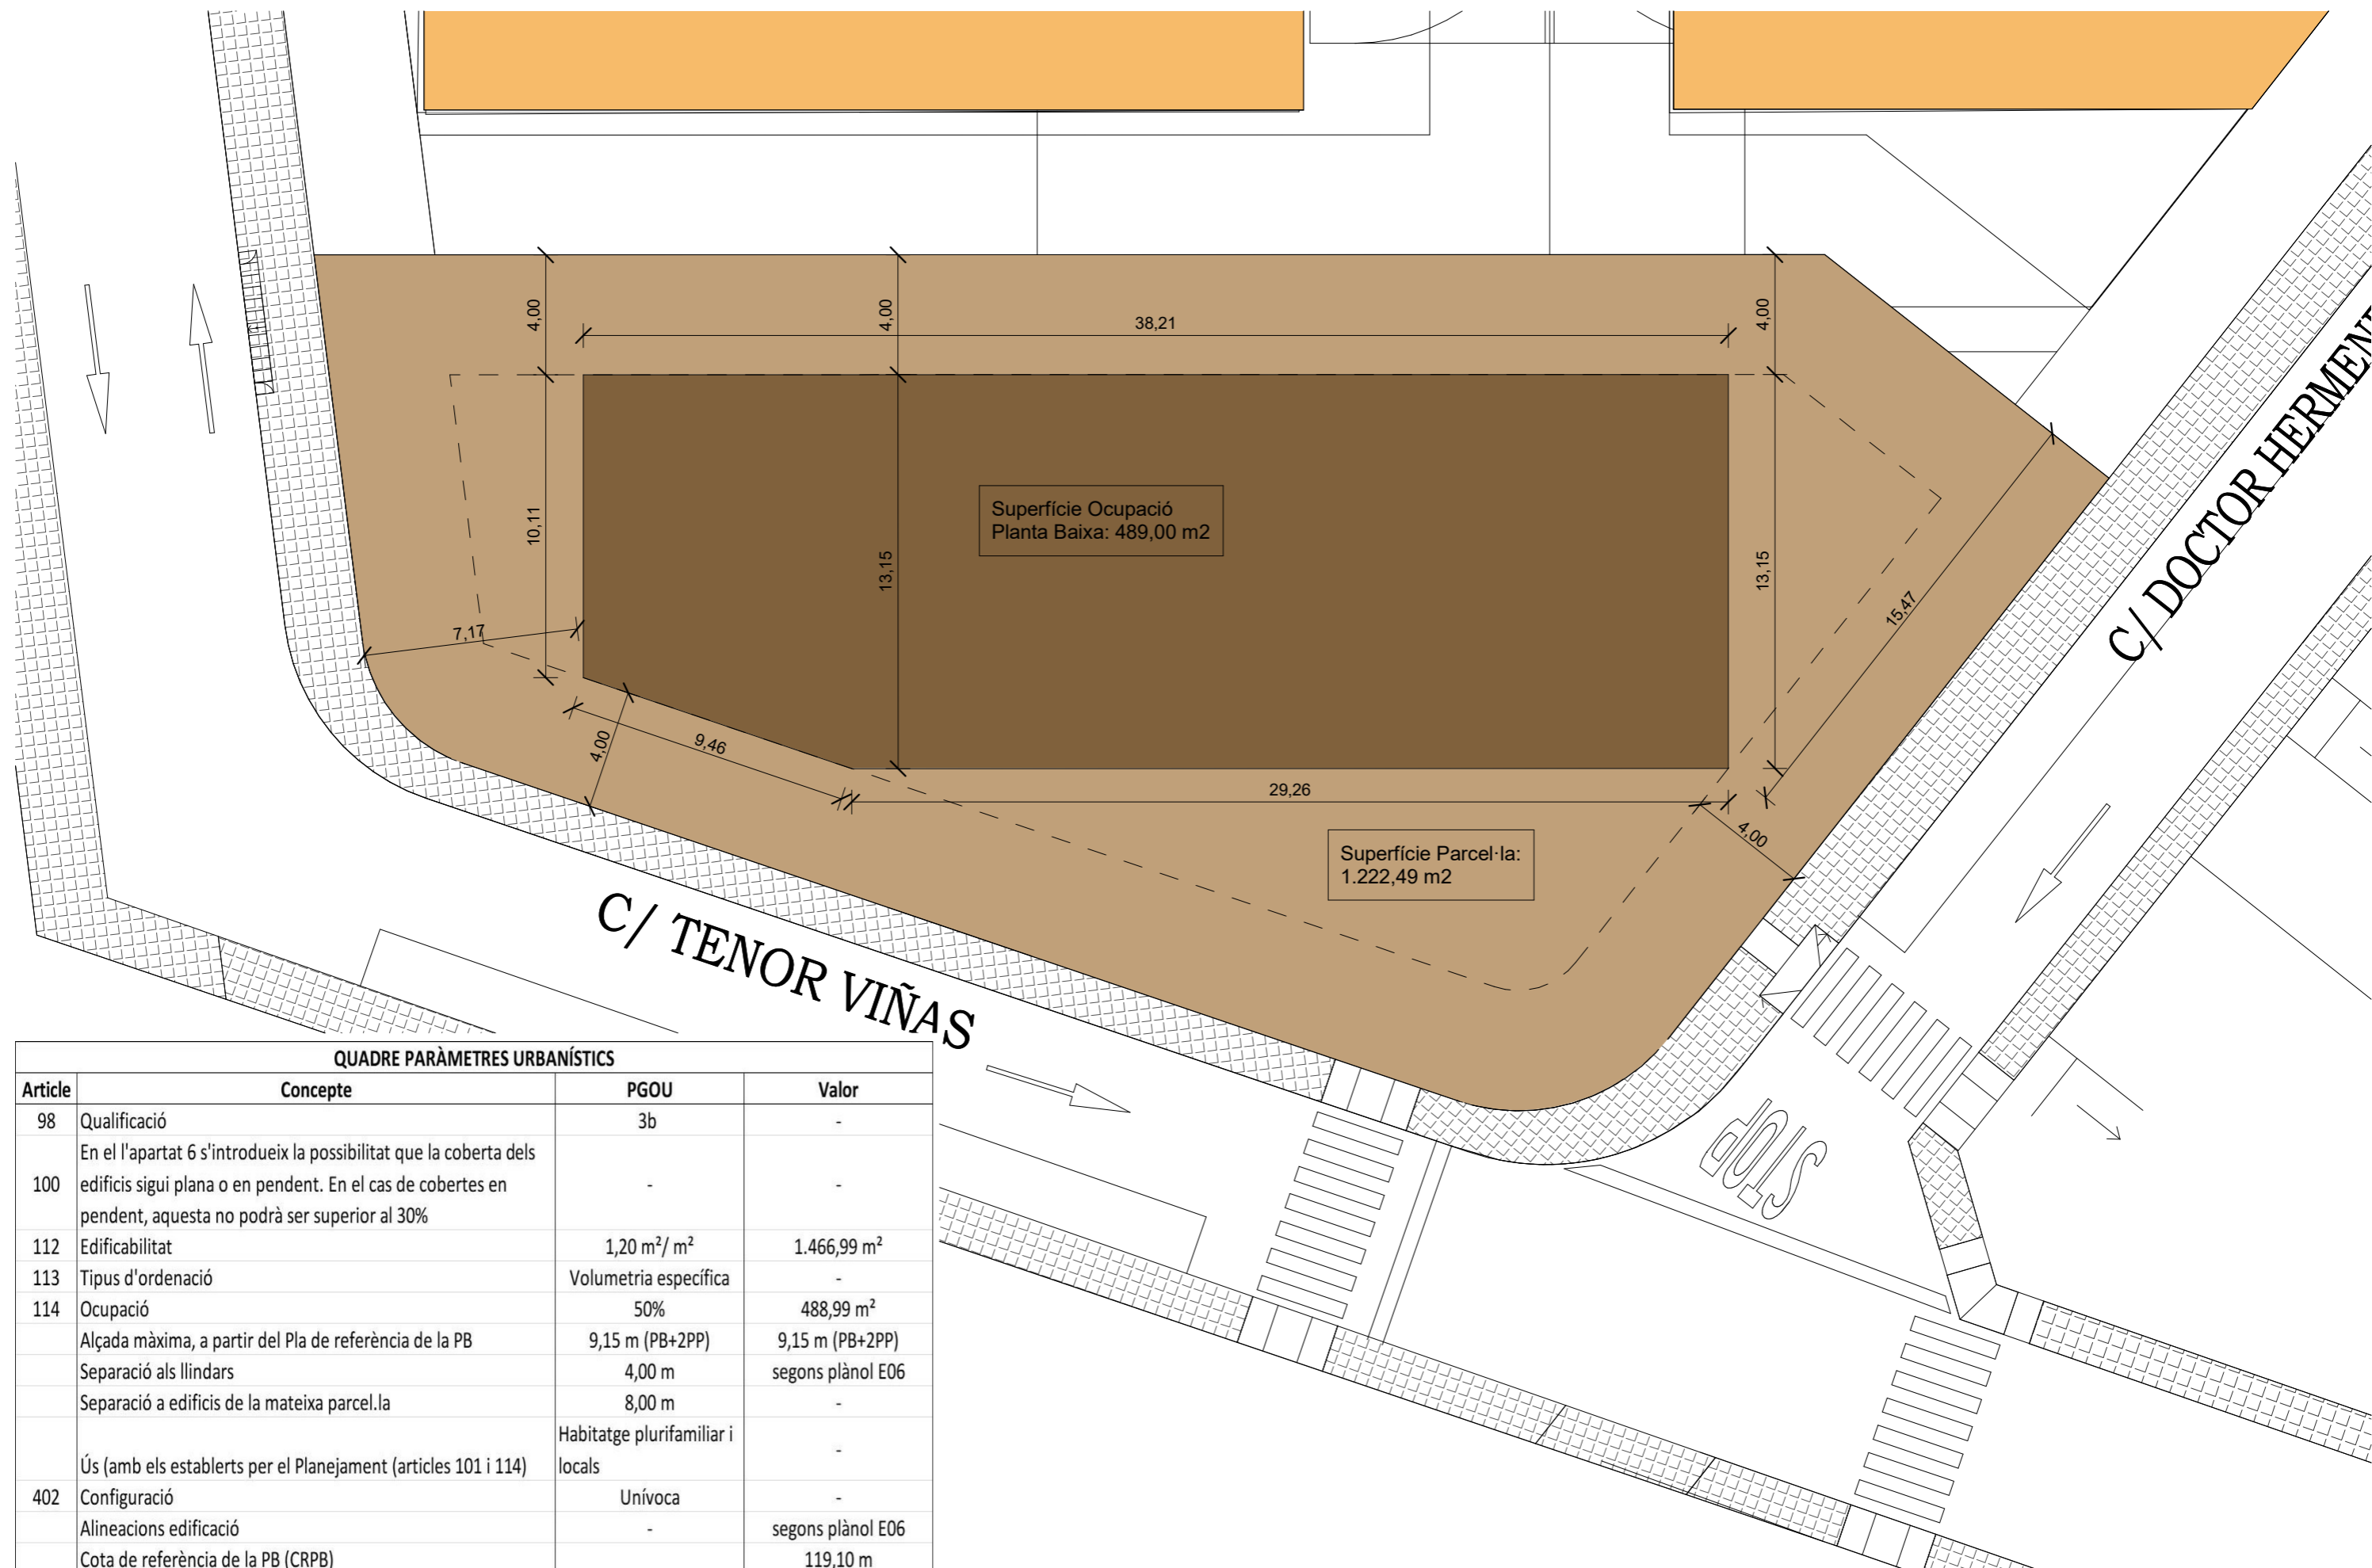 4,00
4,00
4,00
38,21
10,11
13,15
13,15
Superfície Ocupació
Planta Baixa: 489,00 m2
7,17
15,47
4,00
9,46
29,26
4,00
Superfície Parcel·la:
1.222,49 m2
C/ DOCTOR HERMEN
C/ TENOR VIÑAS
STOP
QUADRE PARÀMETRES URBANÍSTICS
Article Concepte PGOU Valor
98 Qualificació 3b -
En el l'apartat 6 s'introdueix la possibilitat que la coberta dels
100 edificis sigui plana o en pendent. En el cas de cobertes en - -
pendent, aquesta no podrà ser superior al 30%
112 Edificabilitat 1,20 m²/ m² 1.466,99 m²
113 Tipus d'ordenació Volumetria específica -
114 Ocupació 50% 488,99 m²
Alçada màxima, a partir del Pla de referència de la PB 9,15 m (PB+2PP) 9,15 m (PB+2PP)
Separació als llindars 4,00 m segons plànol E06
Separació a edificis de la mateixa parcel.la 8,00 m -
Habitatge plurifamiliar i
Ús (amb els establerts per el Planejament (articles 101 i 114) locals -
402 Configuració Unívoca -
Alineacions edificació - segons plànol E06
Cota de referència de la PB (CRPB) 119,10 m